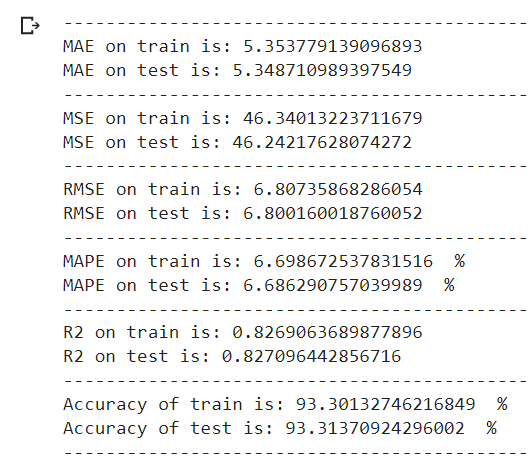 MAE on train is: 5.353779139096893
MAE on test is: 5.348710989397549
MSE on train is: 46.34013223711679
MSE on test is: 46.24217628074272
RMSE on train is: 6.80735868286054
RMSE on test is: 6.800160018760052
MAPE on train is: 6.698672537831516 %
MAPE on test is: 6.686290757039989 %
R2 on train is: 0.8269063689877896
R2 on test is: 0.827096442856716
Accuracy of train is: 93.30132746216849 %
Accuracy of test is: 93.31370924296002 %